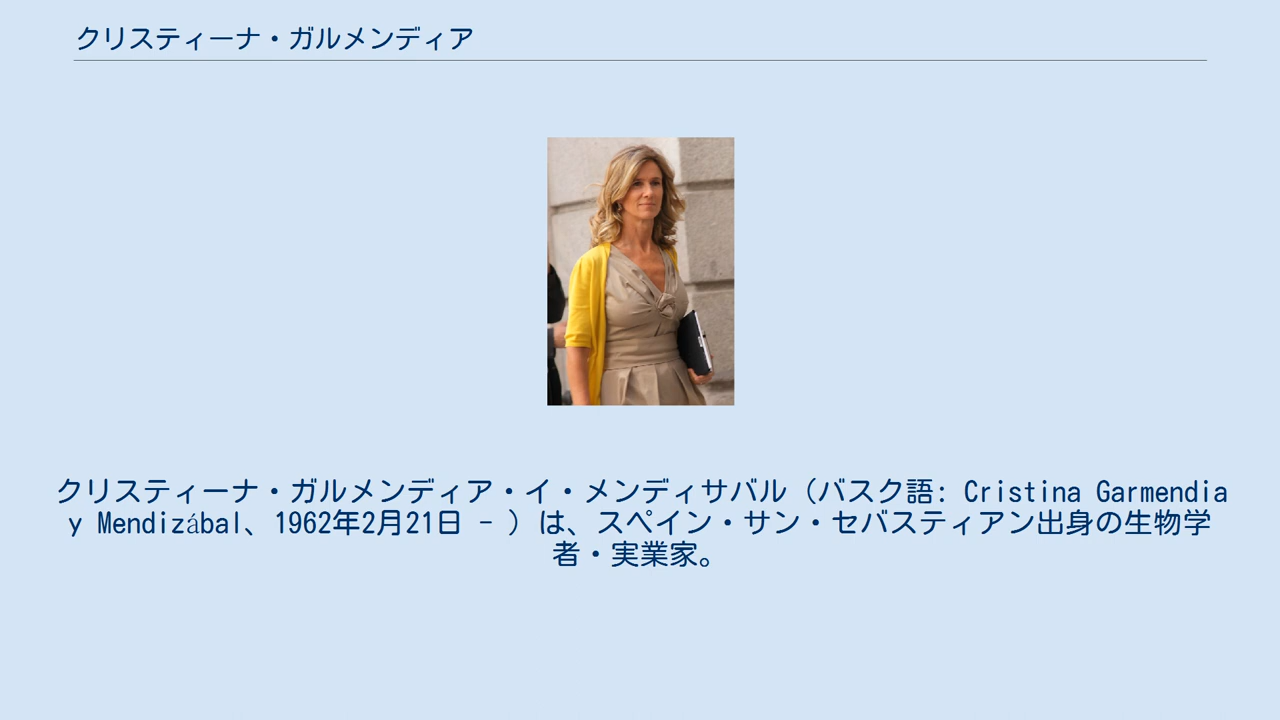 クリスティーナ・ガルメンディア
クリスティーナ・ガルメンディア・イ・メンディサバル（バスク語: Cristina Garmendia
y Mendizábal、1962年2月21日 - ）は、スペイン・サン・セバスティアン出身の生物学
者・実業家。